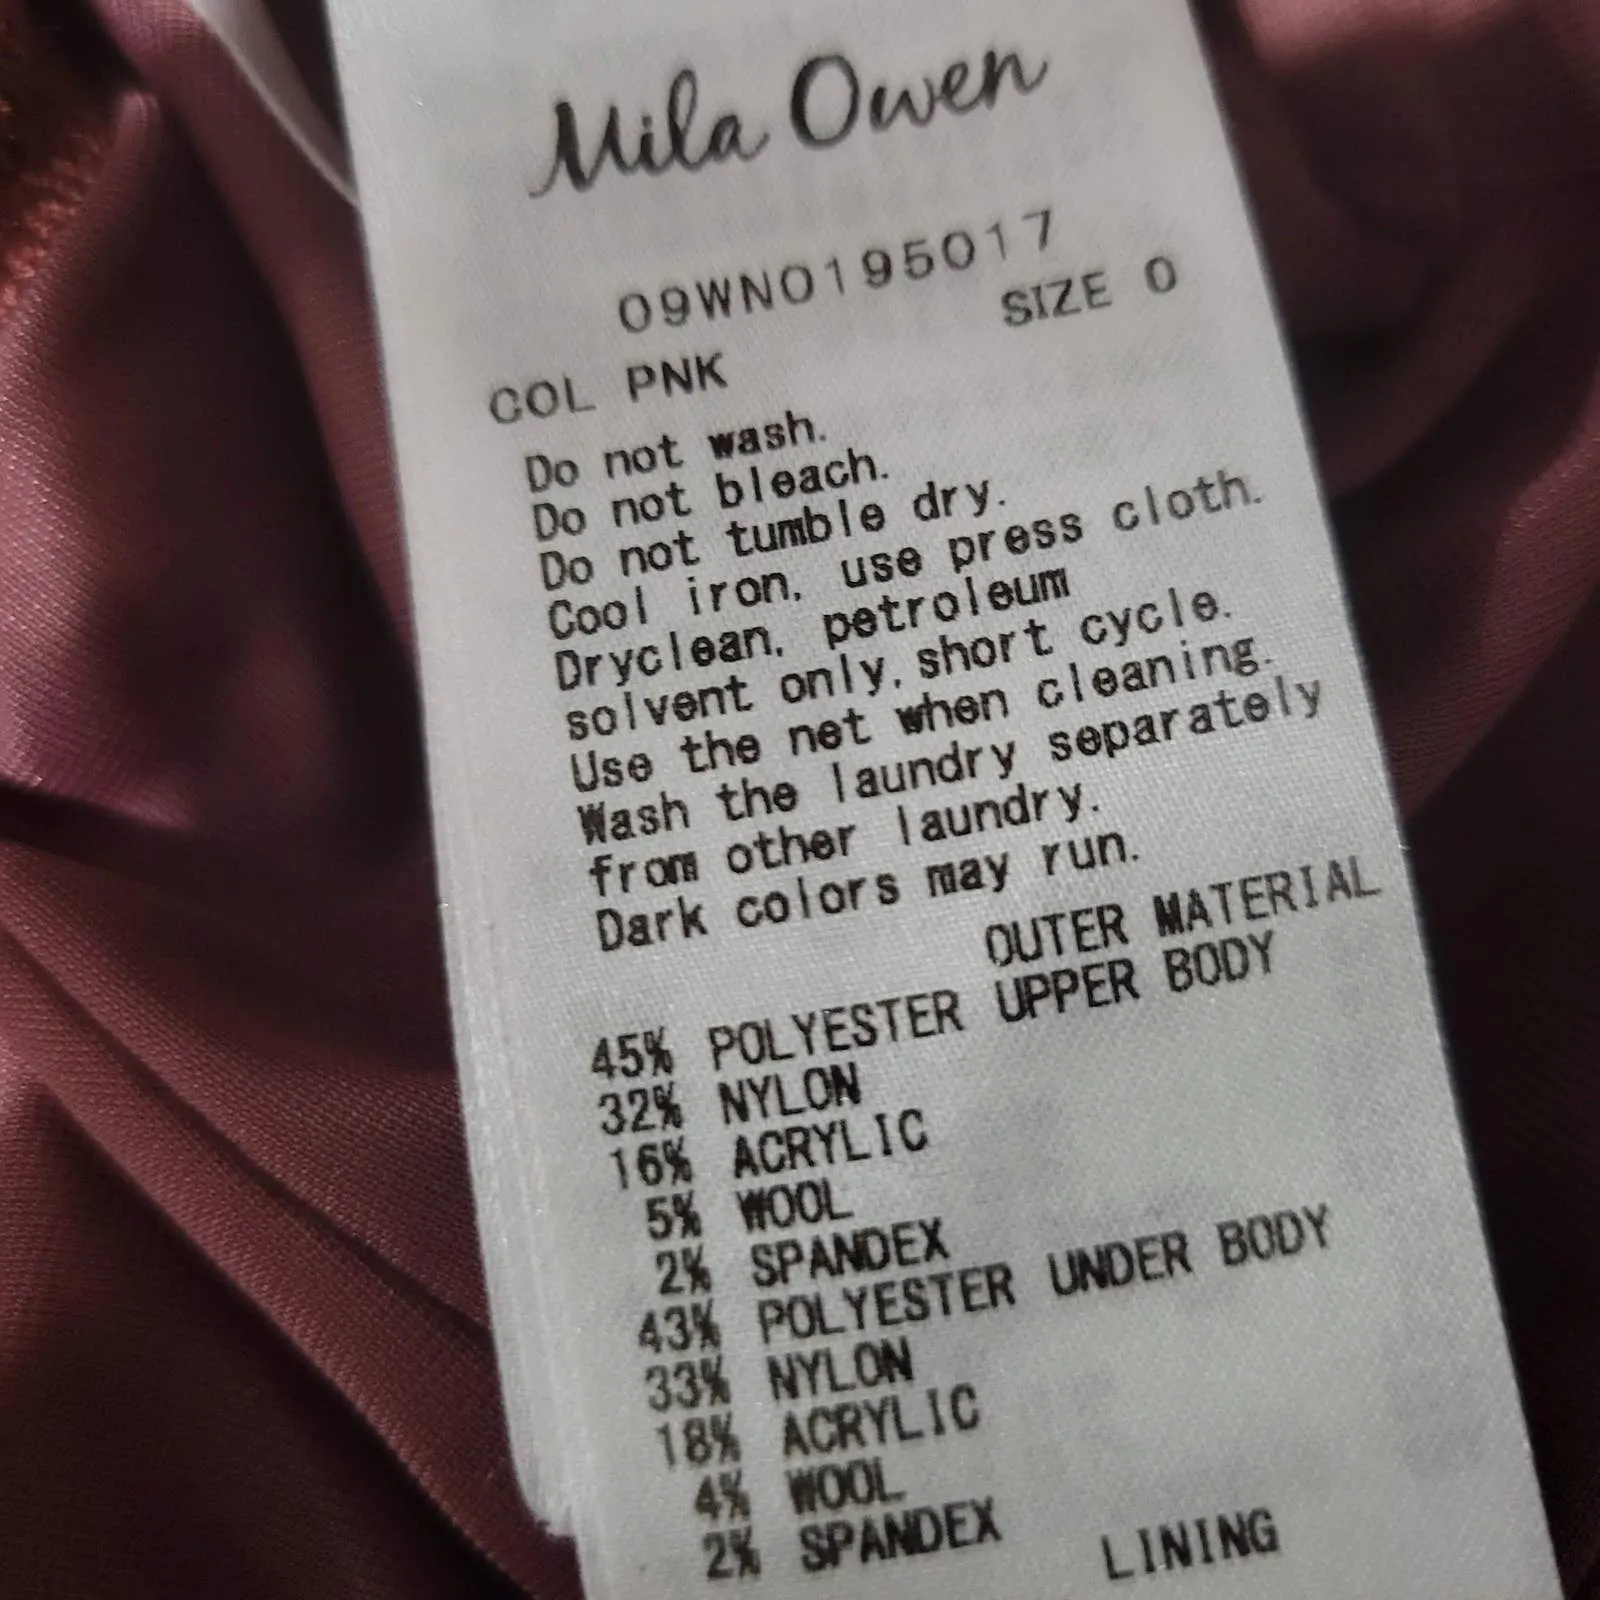 Mila Owen
09WNO195017
SIZE 0
COL PNK
Do not wash.
Do not bleach.
Do not tumble dry.
Cool iron, use press cloth.
Dryclean, petroleum
solvent only, short cycle.
Use the net when cleaning.
Wash the laundry separately
from other laundry.
Dark colors may run.
OUTER MATERIAL
45% POLYESTER UPPER BODY
32% NYLON
16% ACRYLIC
5% WOOL
2% SPANDEX
43% POLYESTER UNDER BODY
33% NYLON
18% ACRYLIC
4% WOOL
2% SPANDEX
LINING